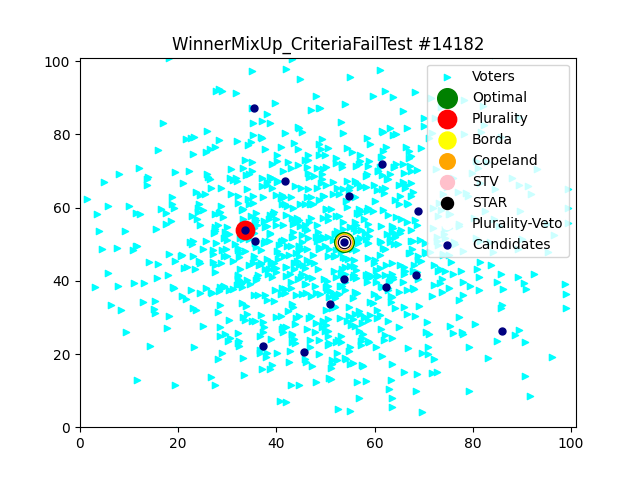 WinnerMixUp_CriteriaFailTest #14182
Voters
Optimal
Plurality
Borda
Copeland
STV
STAR
Plurality-Veto
Candidates
100
80
60
40
20
0
0 20 40 60 80 100